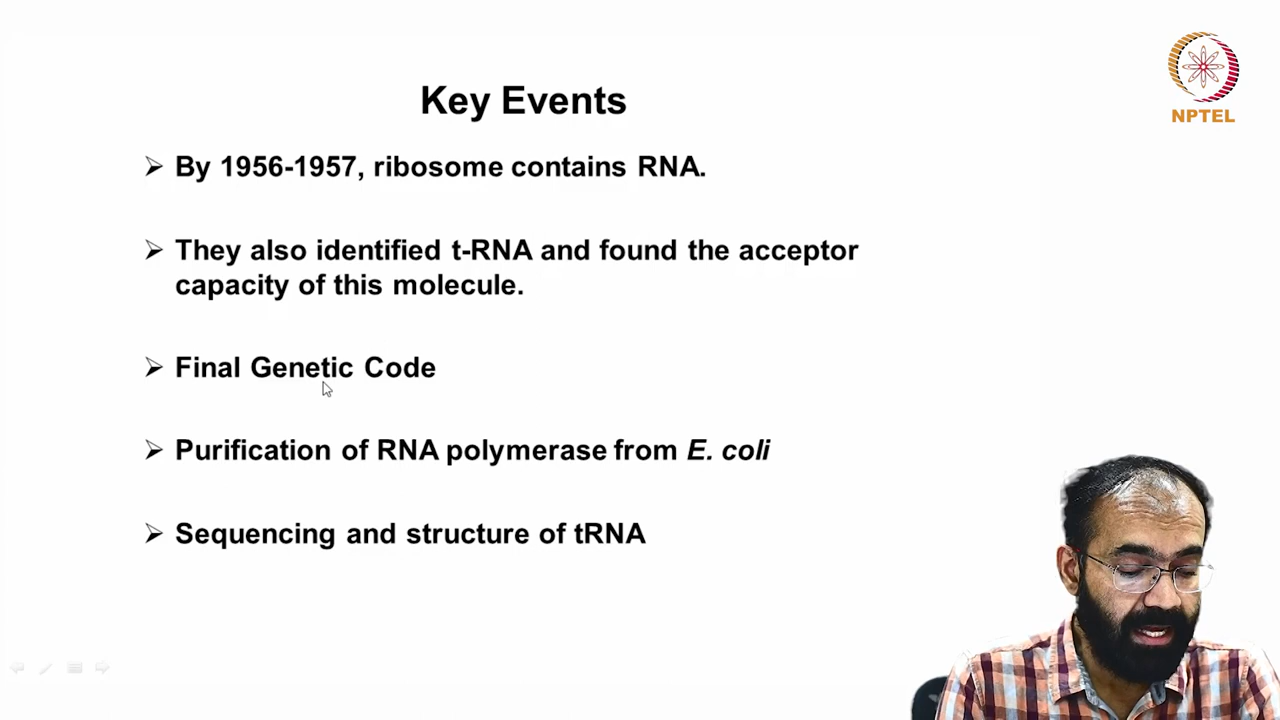 NPTEL
Key Events
➢ By 1956-1957, ribosome contains RNA.
➢ They also identified t-RNA and found the acceptor
capacity of this molecule.
➢ Final Genetic Code
➢ Purification of RNA polymerase from E. coli
➢ Sequencing and structure of tRNA